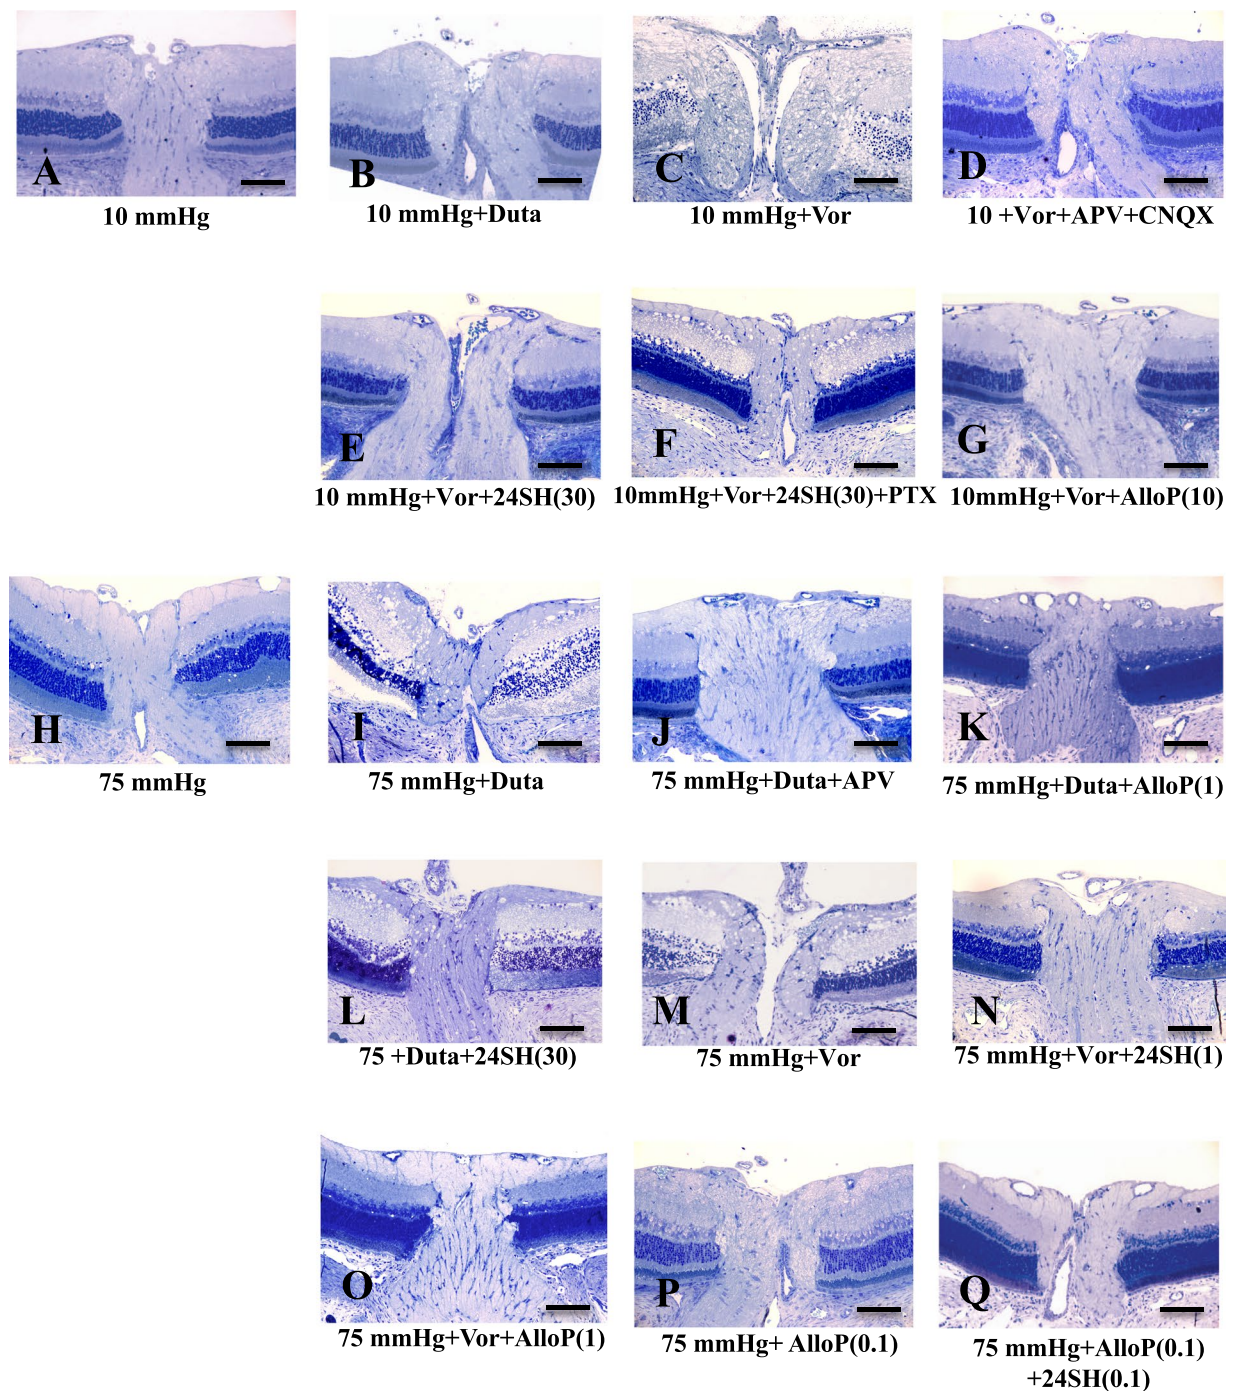 A
B
C
D
10 mmHg
10 mmHg+Duta
10 mmHg+Vor
10 +Vor+APV+CNQX
E
F
G
10 mmHg+Vor+24SH(30)
10mmHg+Vor+24SH(30)+PTX
10mmHg+Vor+AlloP(10)
H
I
J
K
75 mmHg
75 mmHg+Duta
75 mmHg+Duta+APV
75 mmHg+Duta+AlloP(1)
L
M
N
75 +Duta+24SH(30)
75 mmHg+Vor
75 mmHg+Vor+24SH(1)
O
P
Q
75 mmHg+Vor+AlloP(1)
75 mmHg+ AlloP(0.1)
75 mmHg+AlloP(0.1)
+24SH(0.1)